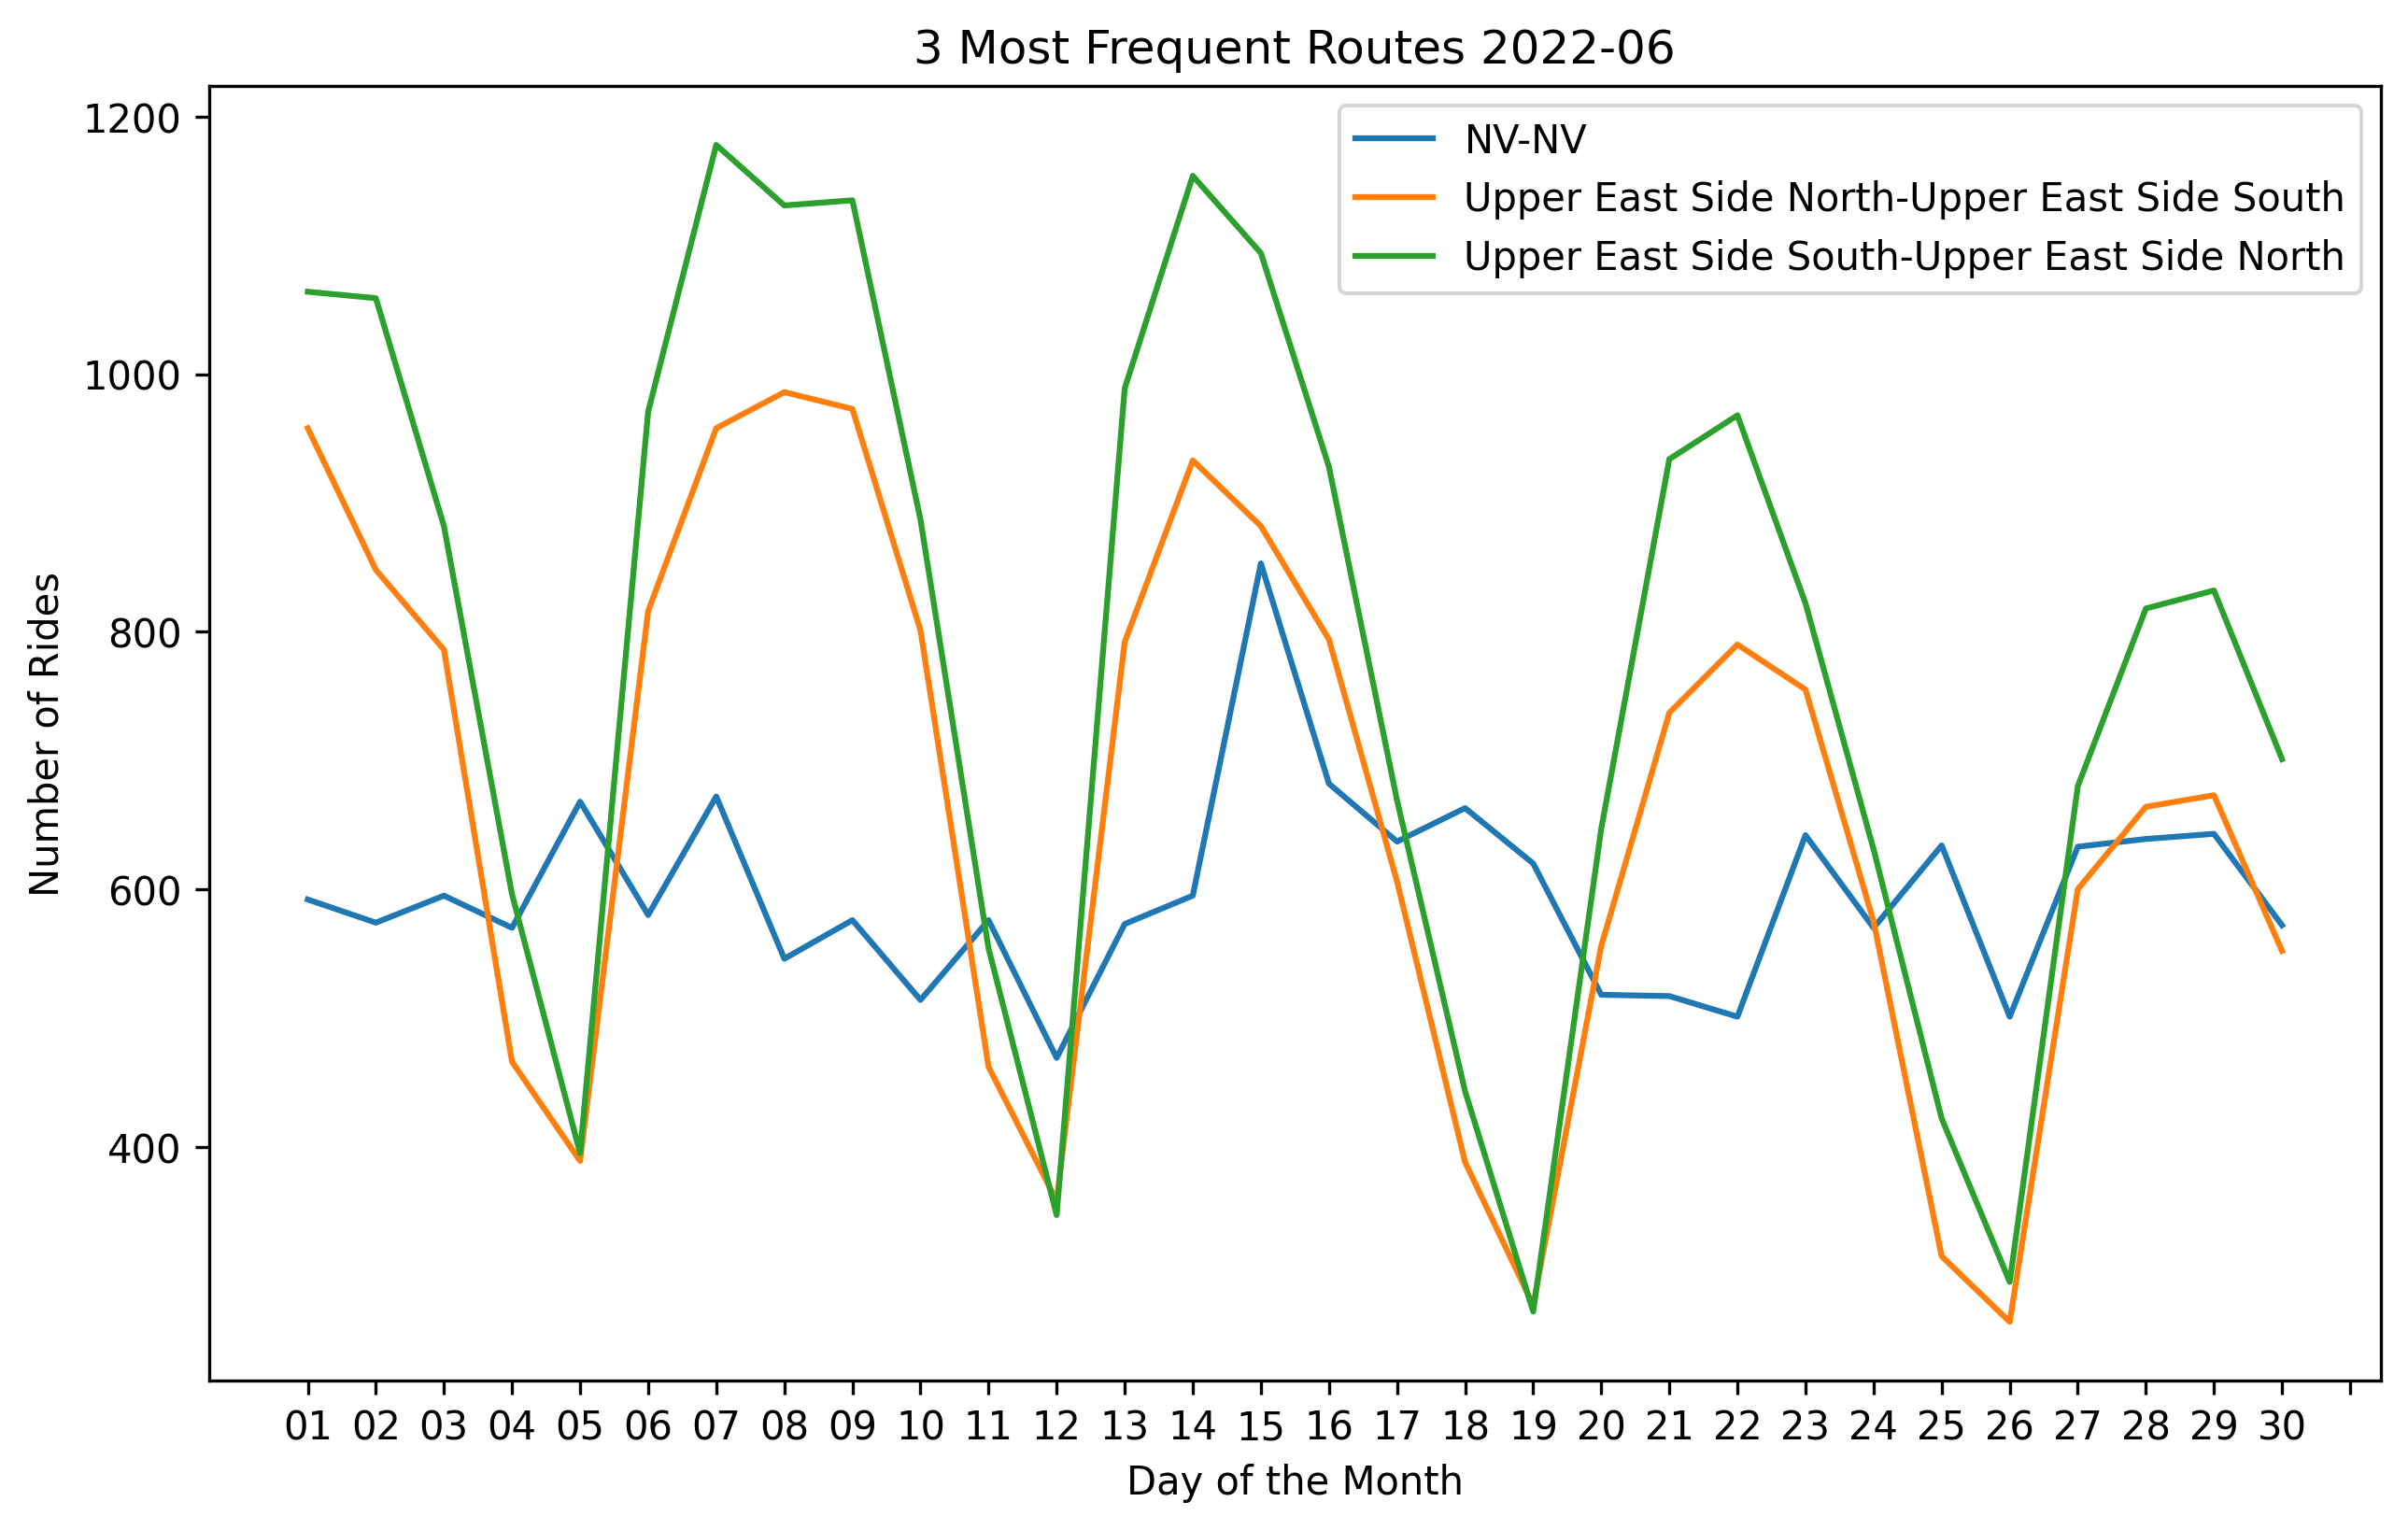 3 Most Frequent Routes 2022-06
NV-NV
Upper East Side North-Upper East Side South
Upper East Side South-Upper East Side North
1200
1000
800
600
400
Number of Rides
01 02 03 04 05 06 07 08 09 10 11 12 13 14 15 16 17 18 19 20 21 22 23 24 25 26 27 28 29 30
Day of the Month